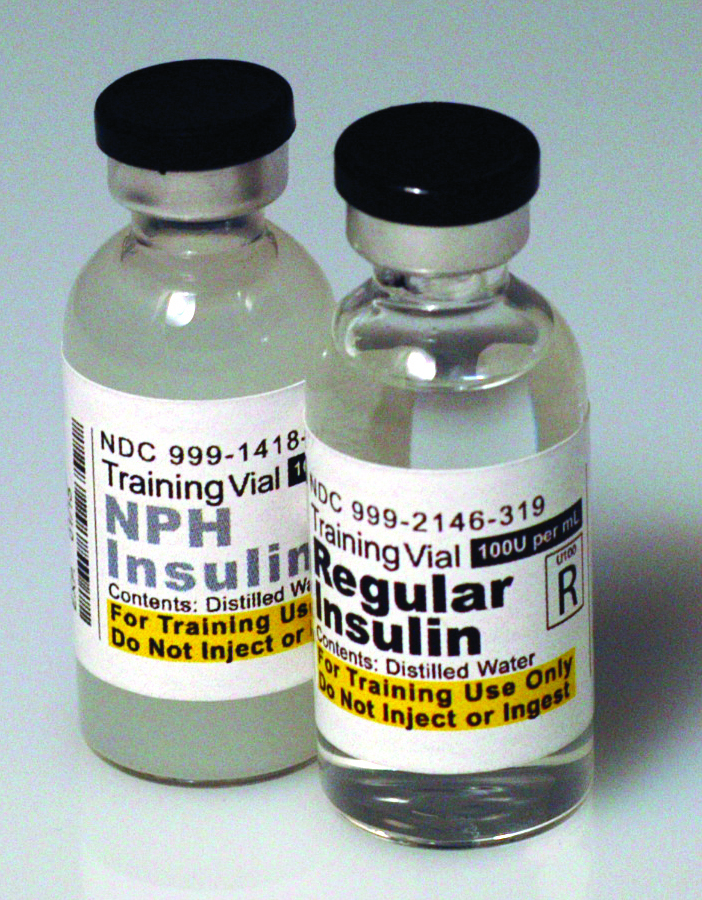 NDC 999-1418-
Training Vial
NPH
Insulin
Contents: Distilled
For Training
Do Not Inject or
NDC 999-2146-319
Training Vial 100U per mL
Regular
Insulin
U100
R
Contents: Distilled Water
For Training Use Only
Do Not Inject or Ingest